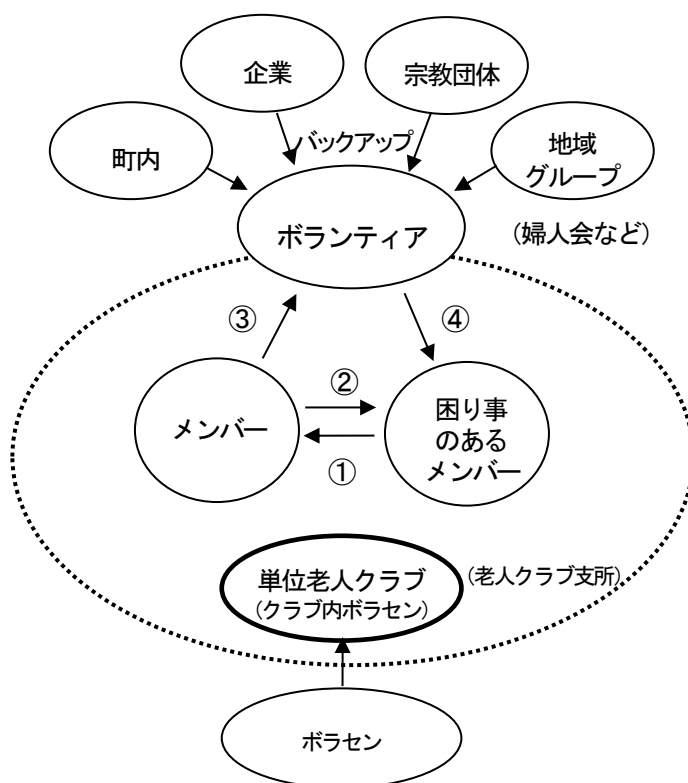 企業
宗教団体
バックアップ
町内
地域
グループ
ボランティア
（婦人会など）
③
④
メンバー
②
①
困り事
のある
メンバー
単位老人クラブ
（クラブ内ボラセン）
（老人クラブ支所）
ボラセン